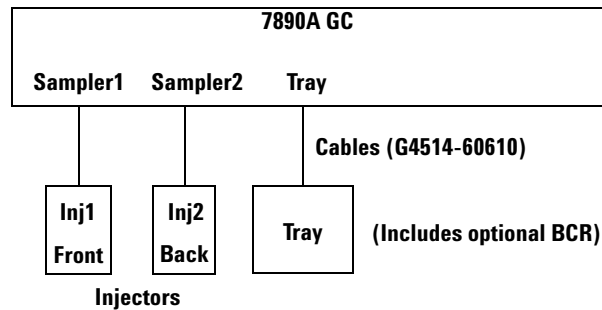 7890A GC
Sampler1 Sampler2 Tray
Cables (G4514-60610)
Inj1 Inj2
Tray (Includes optional BCR)
Front Back
Injectors